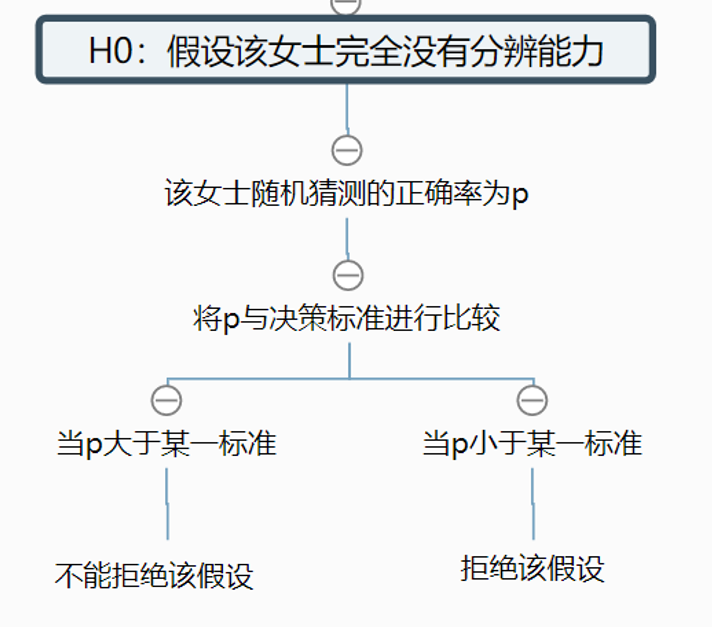 H0：假设该女士完全没有分辨能力
该女士随机猜测的正确率为p
将p与决策标准进行比较
当p大于某一标准
当p小于某一标准
不能拒绝该假设
拒绝该假设